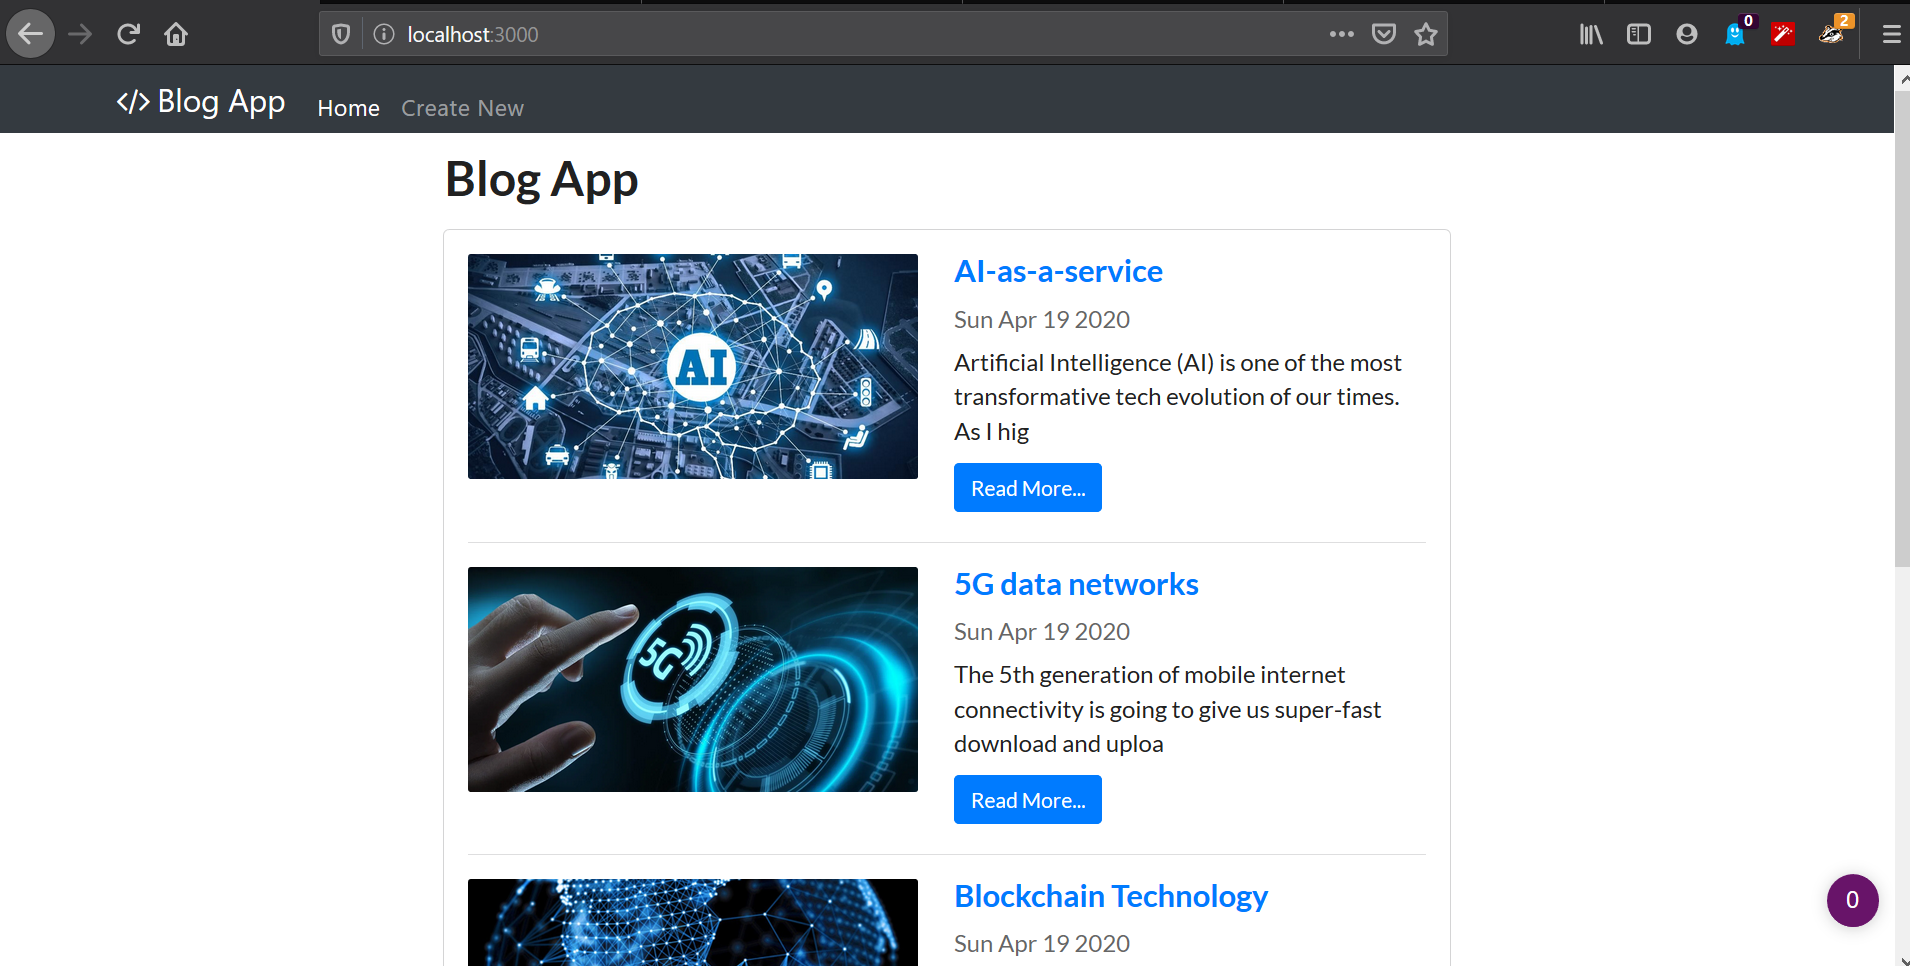 localhost:3000
0
2
</> Blog App
Home
Create New
Blog App
AI
AI-as-a-service
Sun Apr 19 2020
Artificial Intelligence (AI) is one of the most
transformative tech evolution of our times.
As I hig
Read More...
5G
5G data networks
Sun Apr 19 2020
The 5th generation of mobile internet
connectivity is going to give us super-fast
download and uploa
Read More...
Blockchain Technology
Sun Apr 19 2020
0